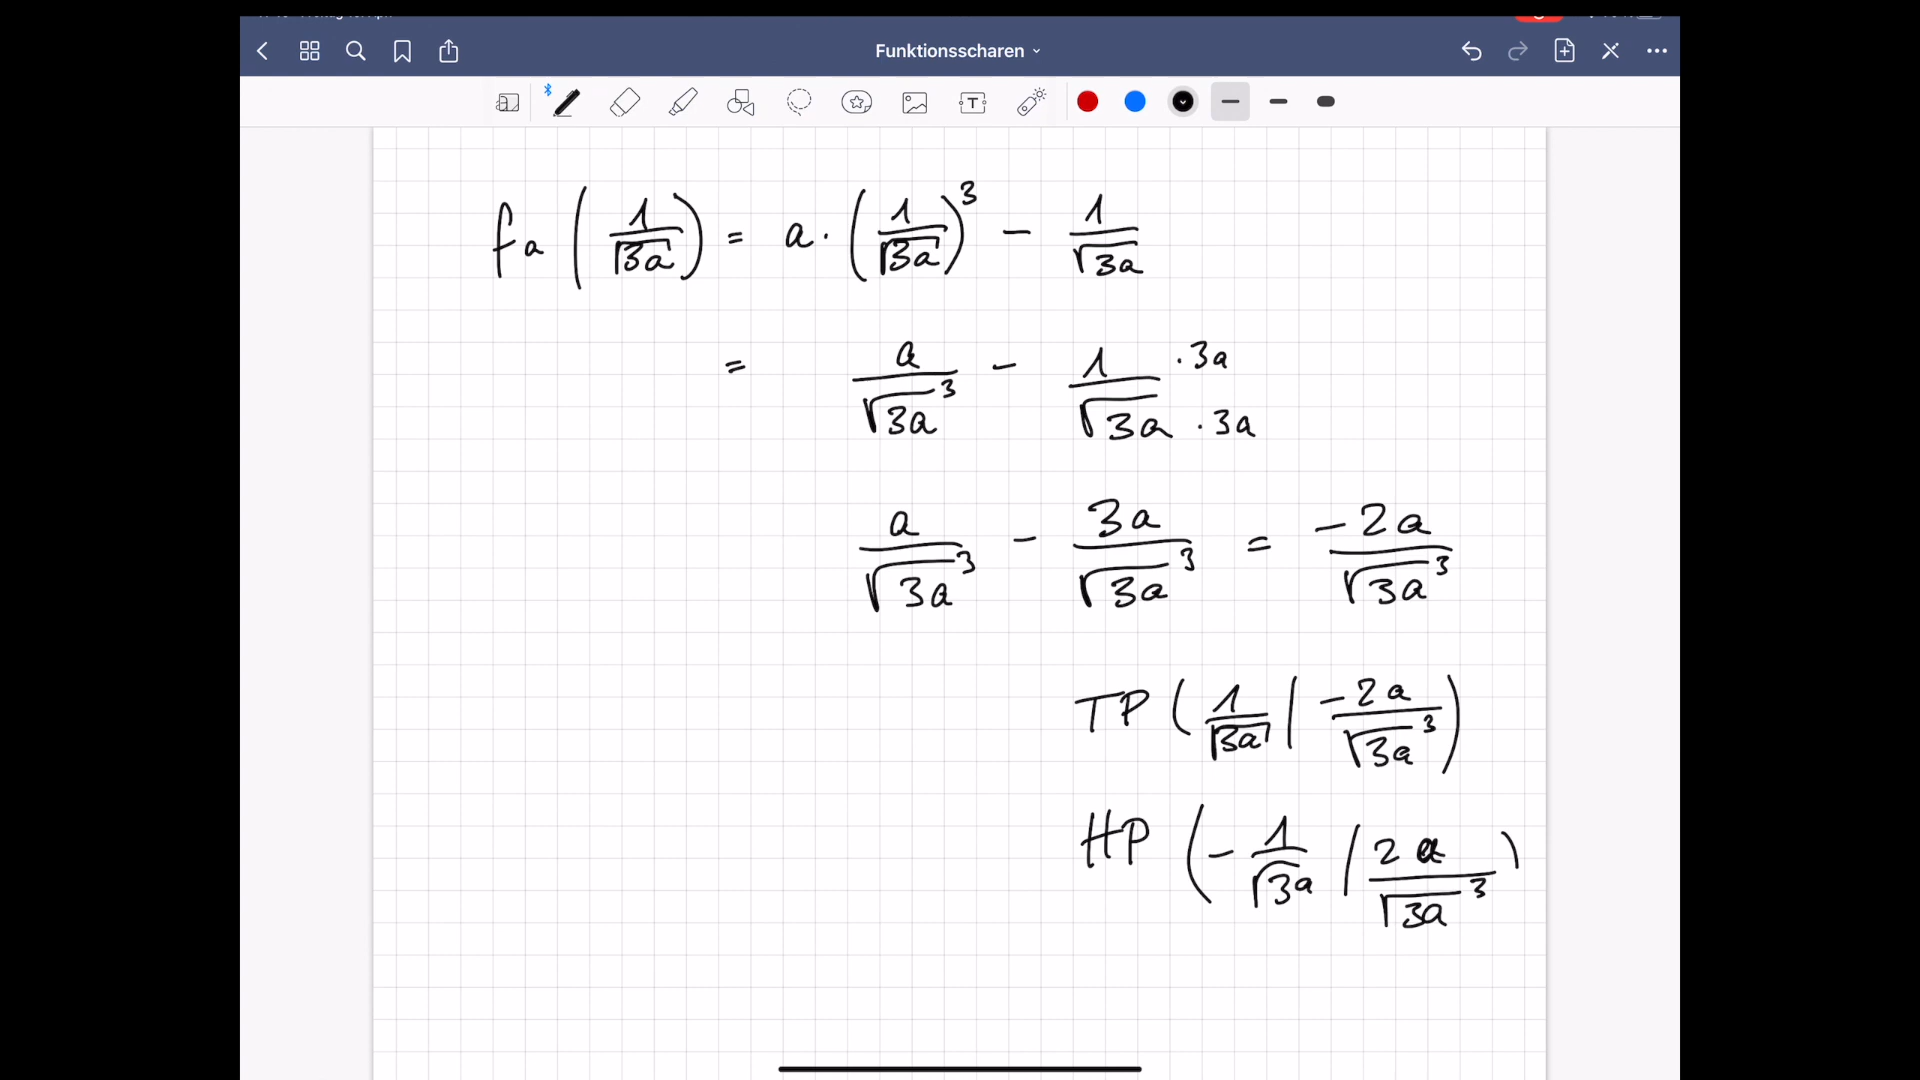 Funktionsscharen
T
fa (1/√3a) = a · (1/√3a)³ − 1/√3a
= a/√3a³ − 1/√3a · 3a · 3a
a/√3a³ − 3a/√3a³ = −2a/√3a³
TP (1/√3a | −2a/√3a³)
HP (−1/√3a | 2a/√3a³)